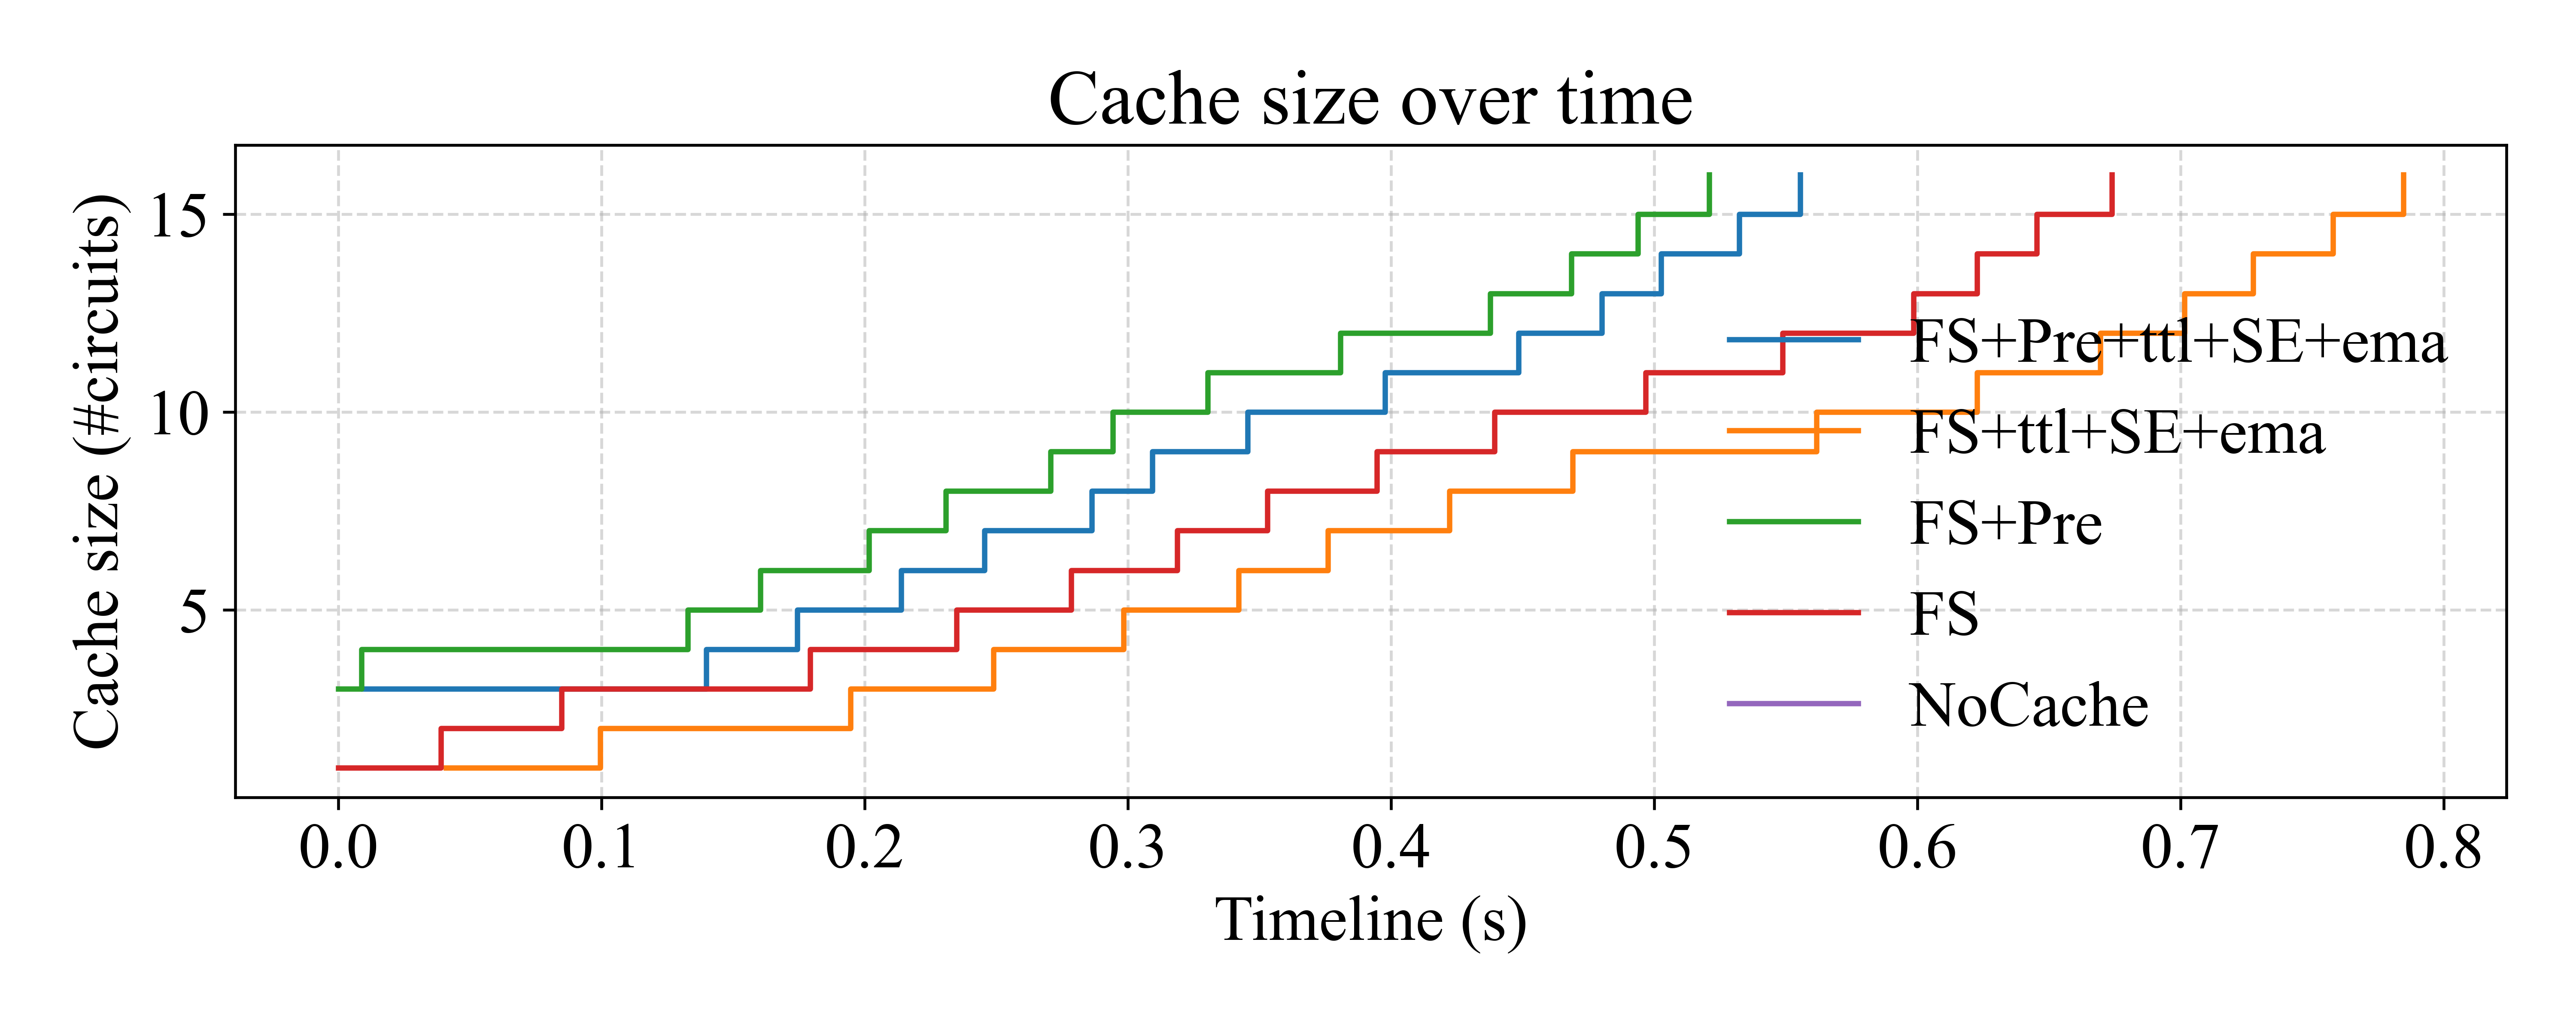 Cache size over time
Cache size (#circuits)
15
10
5
FS+Pre+ttl+SE+ema
FS+ttl+SE+ema
FS+Pre
FS
NoCache
0.0 0.1 0.2 0.3 0.4 0.5 0.6 0.7 0.8
Timeline (s)